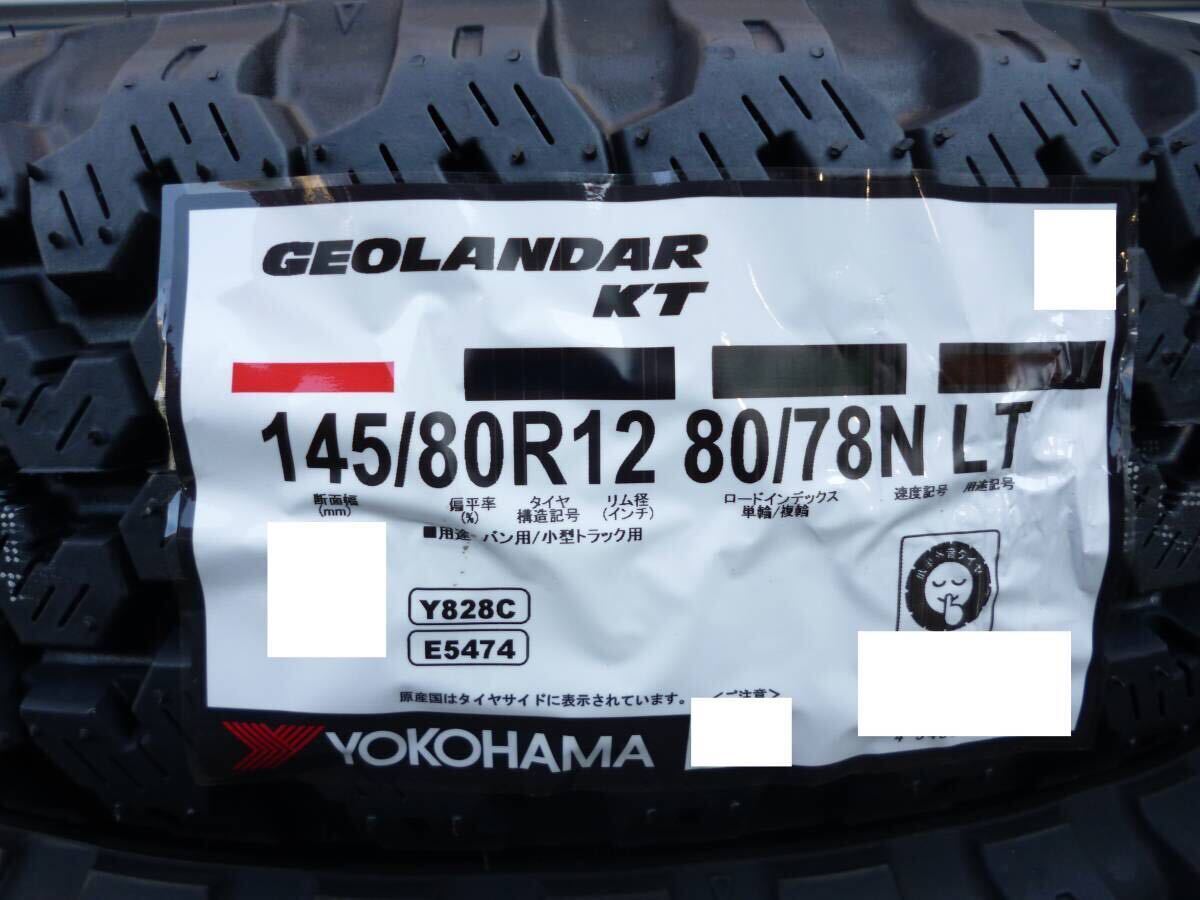 GEOLANDAR
KT
145/80R12 80/78N LT
断面幅 偏平率 タイヤ リム径 ロードインデックス 速度記号 用途記号
(mm) (%) 構造記号 (インチ) 単輪/複輪
■用途 バン用/小型トラック用
Y828C
E5474
原産国はタイヤサイドに表示されています。 <ご注意>
YOKOHAMA